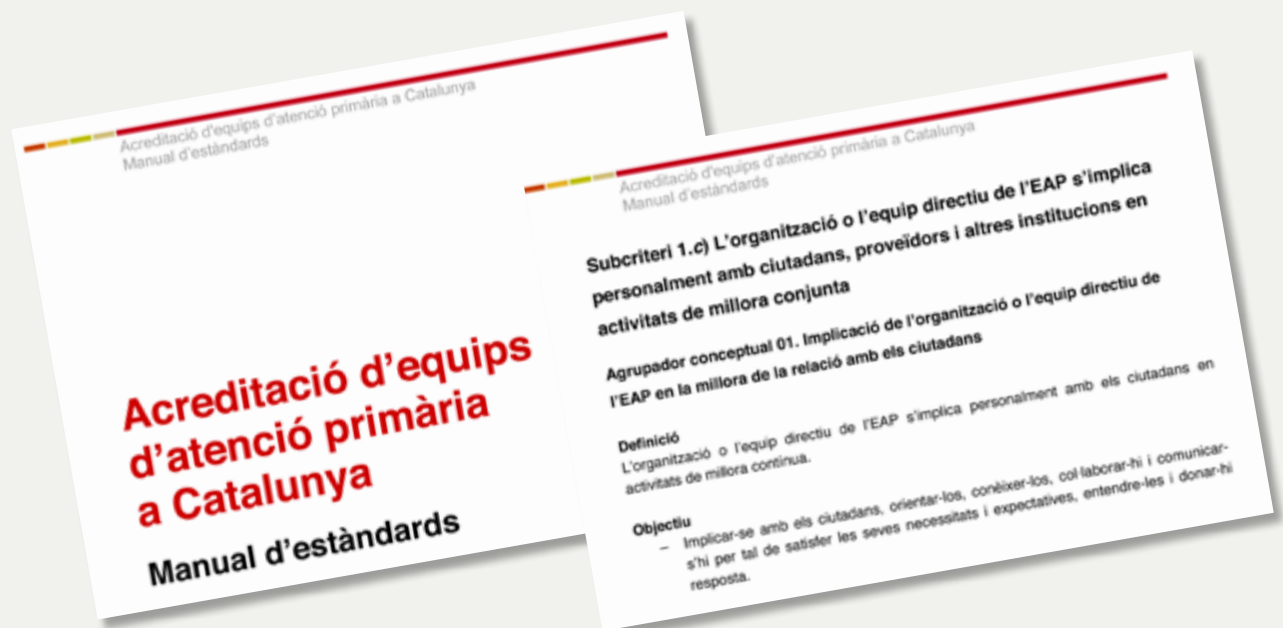 Acreditació d'equips d'atenció primària a Catalunya
Manual d'estàndards
Acreditació d'equips
d'atenció primària
a Catalunya
Manual d'estàndards
Acreditació d'equips d'atenció primària a Catalunya
Manual d'estàndards
Subcriteri 1.c) L'organització o l'equip directiu de l'EAP s'implica
personalment amb ciutadans, proveïdors i altres institucions en
activitats de millora conjunta
Agrupador conceptual 01. Implicació de l'organització o l'equip directiu de
l'EAP en la millora de la relació amb els ciutadans
Definició
L'organització o l'equip directiu de l'EAP s'implica personalment amb els ciutadans en
activitats de millora contínua.
Objectiu
– Implicar-se amb els ciutadans, orientar-los, conèixer-los, col·laborar-hi i comunicar-
s'hi per tal de satisfer les seves necessitats i expectatives, entendre-les i donar-hi
resposta.